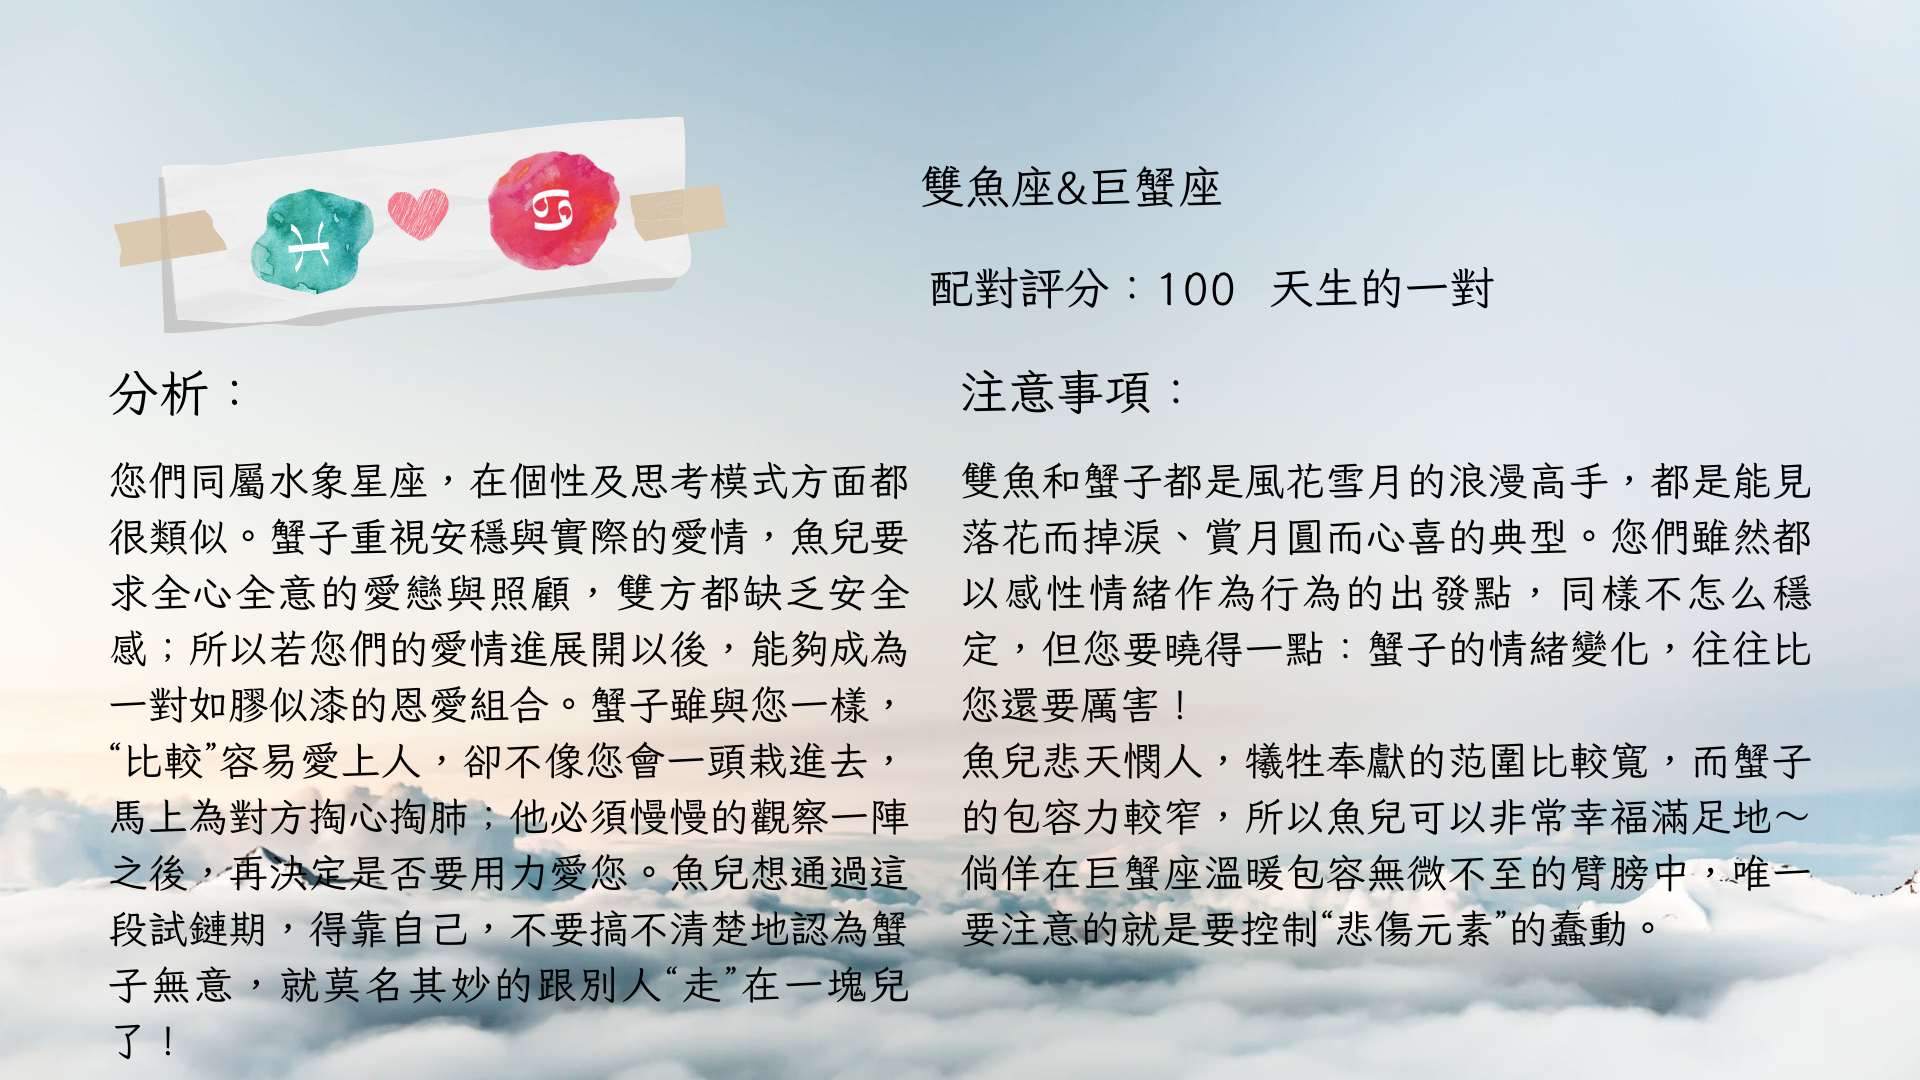 ♓ ♋
雙魚座&巨蟹座
配對評分：100 天生的一對
分析：
您們同屬水象星座，在個性及思考模式方面都
很類似。蟹子重視安穩與實際的愛情，魚兒要
求全心全意的愛戀與照顧，雙方都缺乏安全
感；所以若您們的愛情進展開以後，能夠成為
一對如膠似漆的恩愛組合。蟹子雖與您一樣，
“比較”容易愛上人，卻不像您會一頭栽進去，
馬上為對方掏心掏肺；他必須慢慢的觀察一陣
之後，再決定是否要用力愛您。魚兒想通過這
段試鏈期，得靠自己，不要搞不清楚地認為蟹
子無意，就莫名其妙的跟別人“走”在一塊兒
了！
注意事項：
雙魚和蟹子都是風花雪月的浪漫高手，都是能見
落花而掉淚、賞月圓而心喜的典型。您們雖然都
以感性情緒作為行為的出發點，同樣不怎么穩
定，但您要曉得一點：蟹子的情緒變化，往往比
您還要厲害！
魚兒悲天憫人，犧牲奉獻的范圍比較寬，而蟹子
的包容力較窄，所以魚兒可以非常幸福滿足地～
倘佯在巨蟹座溫暖包容無微不至的臂膀中，唯一
要注意的就是要控制“悲傷元素”的蠢動。